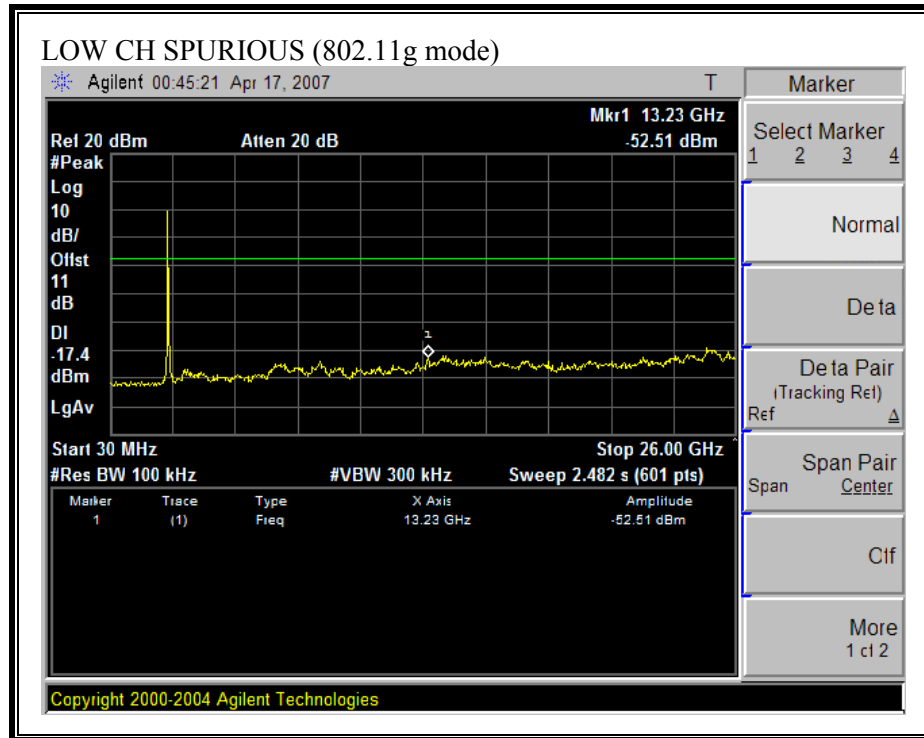 LOW CH SPURIOUS (802.11g mode)
Agilent 00:45:21 Apr 17, 2007 T
Marker
Mkr1 13.23 GHz
Ref 20 dBm Atten 20 dB -52.51 dBm
#Peak
Log
10
dB/
Offst
11
dB
DI
-17.4
dBm
LgAv
1
Start 30 MHz Stop 26.00 GHz
#Res BW 100 kHz #VBW 300 kHz Sweep 2.482 s (601 pts)
Marker Trace Type X Axis Amplitude
1 (1) Freq 13.23 GHz -52.51 dBm
Select Marker
1 2 3 4
Normal
Delta
Delta Pair
(Tracking Ref)
Ref Δ
Span Pair
Span Center
Off
More
1 of 2
Copyright 2000-2004 Agilent Technologies